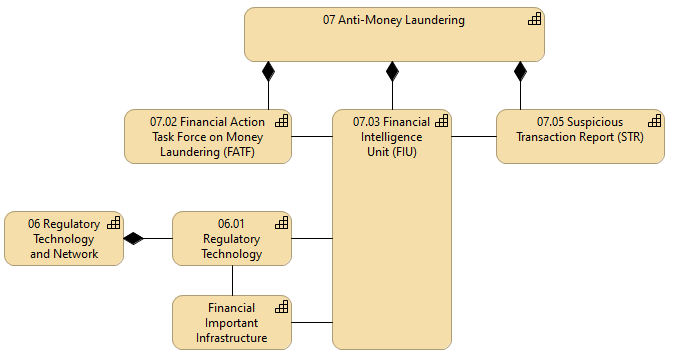 07 Anti-Money Laundering
07.02 Financial Action
Task Force on Money
Laundering (FATF)
07.03 Financial
Intelligence
Unit (FIU)
07.05 Suspicious
Transaction Report (STR)
06 Regulatory
Technology
and Network
06.01
Regulatory
Technology
Financial
Important
Infrastructure